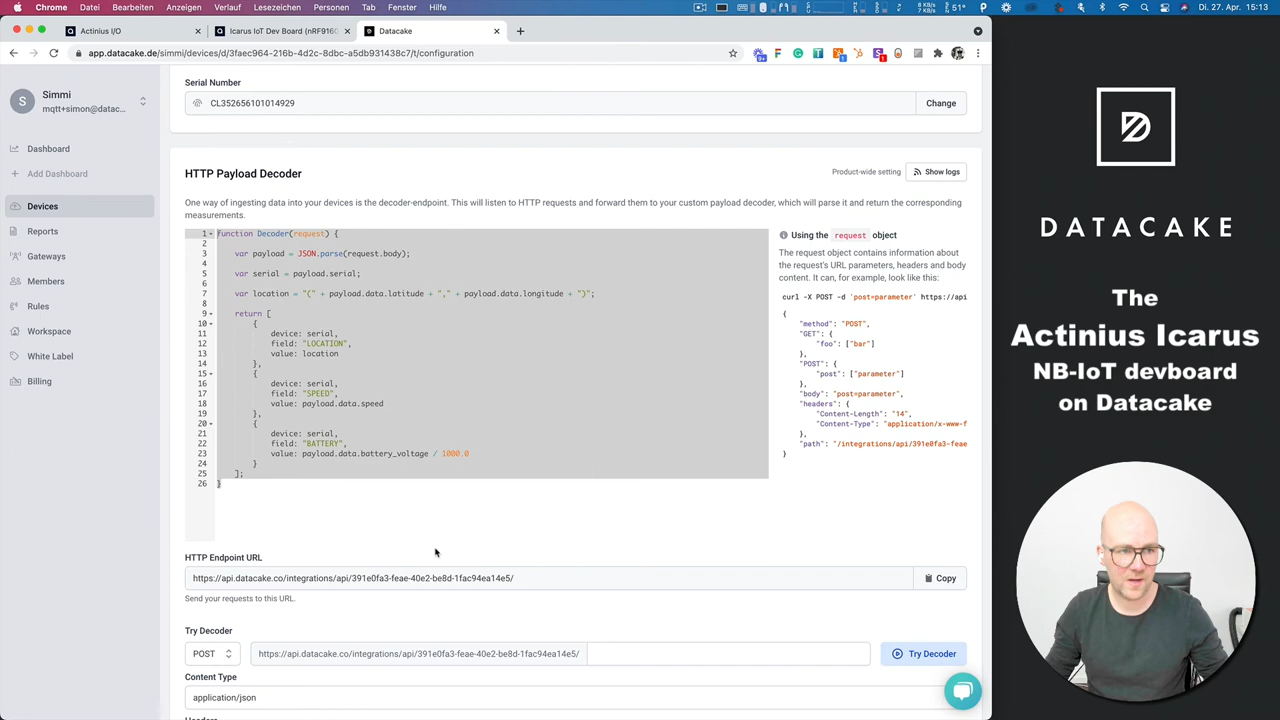 Chrome Datei Bearbeiten Anzeigen Verlauf Lesezeichen Personen Tab Fenster Hilfe
Di. 27. Apr. 15:13
Actinius I/O
Icarus IoT Dev Board (nRF9160
Datacake
app.datacake.de/simmi/devices/d/3faec964-216b-4d2c-8dbc-a5db931438c7/t/configuration
S
Simmi
mqtt+simon@datac...
Dashboard
Add Dashboard
Devices
Reports
Gateways
Members
Rules
Workspace
White Label
Billing
Serial Number
CL352656101014929
Change
HTTP Payload Decoder
Product-wide setting
Show logs
One way of ingesting data into your devices is the decoder-endpoint. This will listen to HTTP requests and forward them to your custom payload decoder, which will parse it and return the corresponding
measurements.
1 function Decoder(request) {
2
3 var payload = JSON.parse(request.body);
4
5 var serial = payload.serial;
6
7 var location = "(" + payload.data.latitude + "," + payload.data.longitude + ")";
8
9 return [
10 {
11 device: serial,
12 field: "LOCATION",
13 value: location
14 },
15 {
16 device: serial,
17 field: "SPEED",
18 value: payload.data.speed
19 },
20 {
21 device: serial,
22 field: "BATTERY",
23 value: payload.data.battery_voltage / 1000.0
24 }
25 ];
26 }
Using the request object
The request object contains information about
the request's URL parameters, headers and body
content. It can, for example, look like this:
curl -X POST -d 'post=parameter' https://api
{
"method": "POST",
"GET": {
"foo": ["bar"]
},
"POST": {
"post": ["parameter"]
},
"body": "post=parameter",
"headers": {
"Content-Length": "14",
"Content-Type": "application/x-www-f
},
"path": "/integrations/api/391e0fa3-feae
}
HTTP Endpoint URL
https://api.datacake.co/integrations/api/391e0fa3-feae-40e2-be8d-1fac94ea14e5/
Copy
Send your requests to this URL.
Try Decoder
POST
https://api.datacake.co/integrations/api/391e0fa3-feae-40e2-be8d-1fac94ea14e5/
Try Decoder
Content Type
application/json
DATACAKE
The
Actinius Icarus
NB-IoT devboard
on Datacake